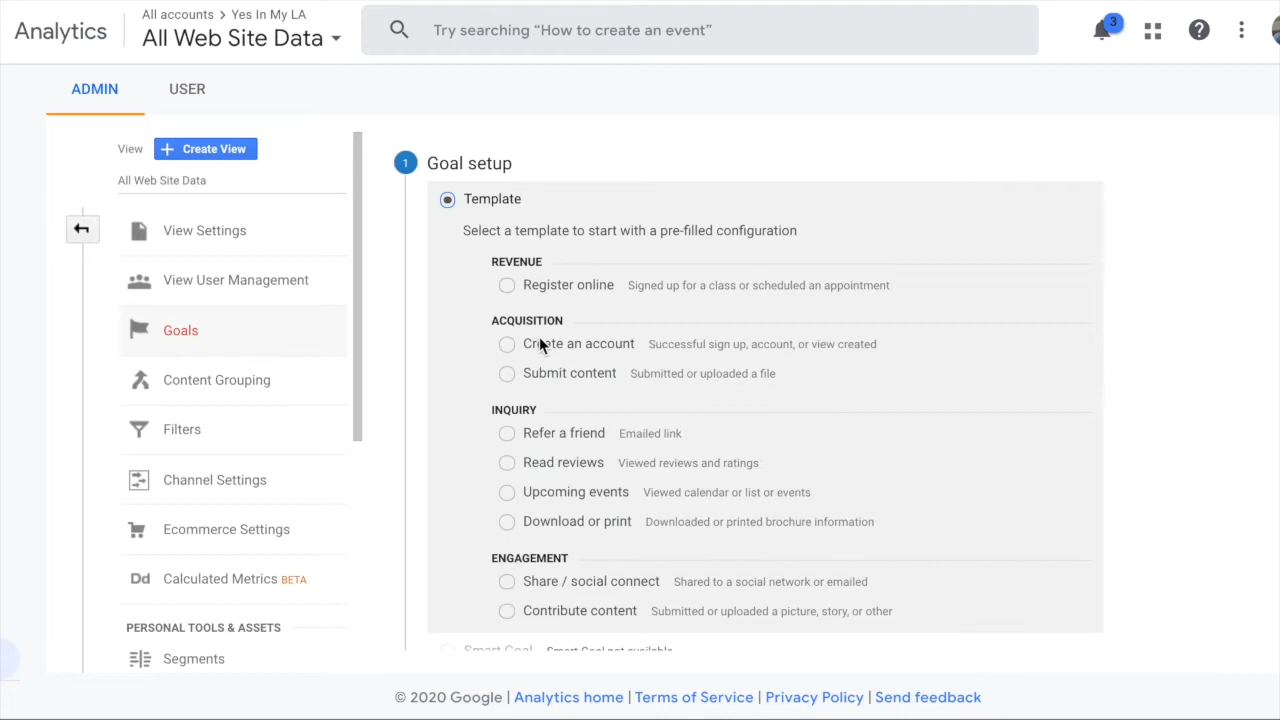 Analytics
All accounts > Yes In My LA
All Web Site Data
Try searching “How to create an event”
3
ADMIN
USER
View
+ Create View
All Web Site Data
View Settings
View User Management
Goals
Content Grouping
Filters
Channel Settings
Ecommerce Settings
Dd Calculated Metrics BETA
PERSONAL TOOLS & ASSETS
Segments
1 Goal setup
Template
Select a template to start with a pre-filled configuration
REVENUE
Register online Signed up for a class or scheduled an appointment
ACQUISITION
Create an account Successful sign up, account, or view created
Submit content Submitted or uploaded a file
INQUIRY
Refer a friend Emailed link
Read reviews Viewed reviews and ratings
Upcoming events Viewed calendar or list or events
Download or print Downloaded or printed brochure information
ENGAGEMENT
Share / social connect Shared to a social network or emailed
Contribute content Submitted or uploaded a picture, story, or other
Smart Goal Smart Goal not available
© 2020 Google | Analytics home | Terms of Service | Privacy Policy | Send feedback